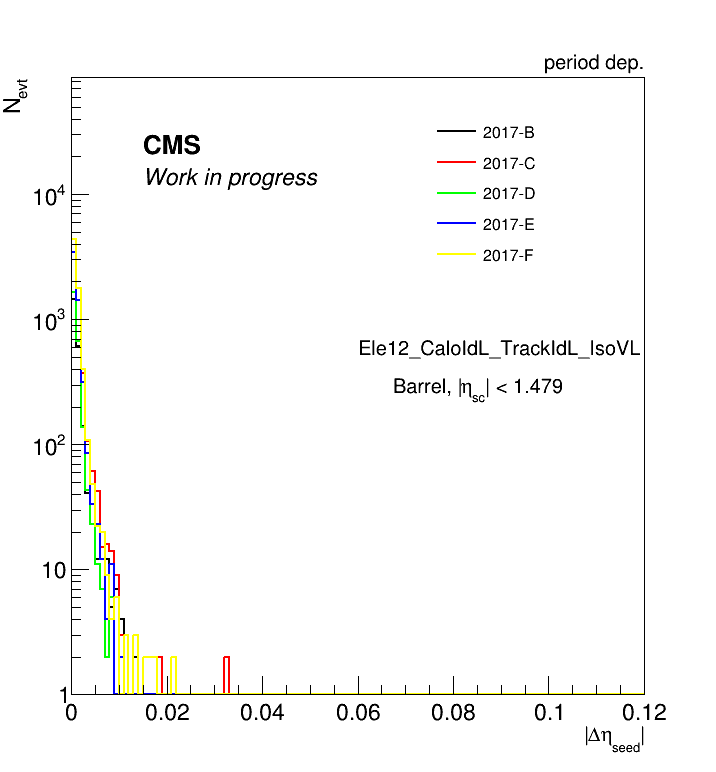 period dep.
N_evt
CMS
Work in progress
2017-B
2017-C
2017-D
2017-E
2017-F
Ele12_CaloIdL_TrackIdL_IsoVL
Barrel, |η_sc| < 1.479
10^4
10^3
10^2
10
1
0 0.02 0.04 0.06 0.08 0.1 0.12
|Δη_seed|